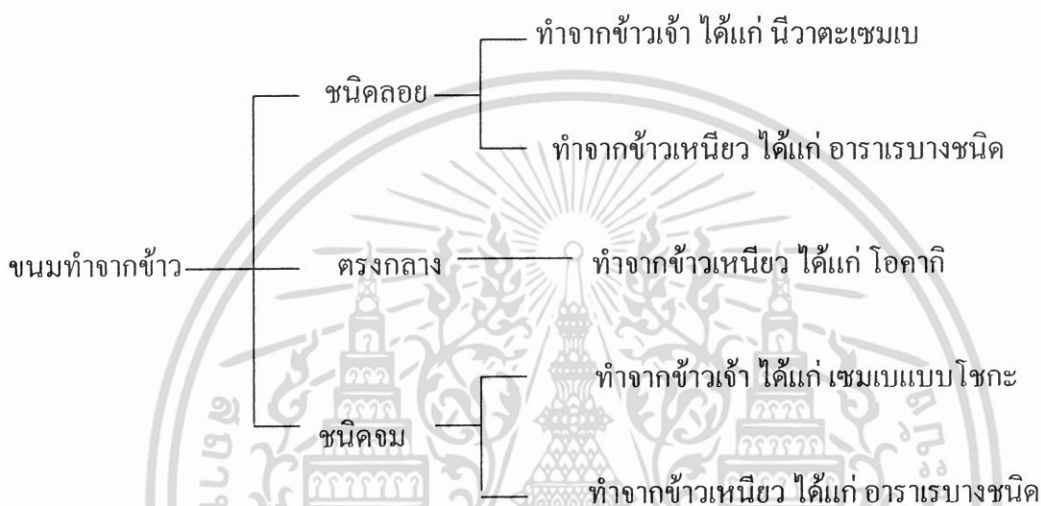 ทำจากข้าวเจ้า ได้แก่ นีวาตะเซมเบ
ชนิดลอย
ทำจากข้าวเหนียว ได้แก่ อาราเรบางชนิด
ขนมทำจากข้าว
ตรงกลาง
ทำจากข้าวเหนียว ได้แก่ โอคากิ
ทำจากข้าวเจ้า ได้แก่ เซมเบแบบโชกะ
ชนิดจม
ทำจากข้าวเหนียว ได้แก่ อาราเรบางชนิด